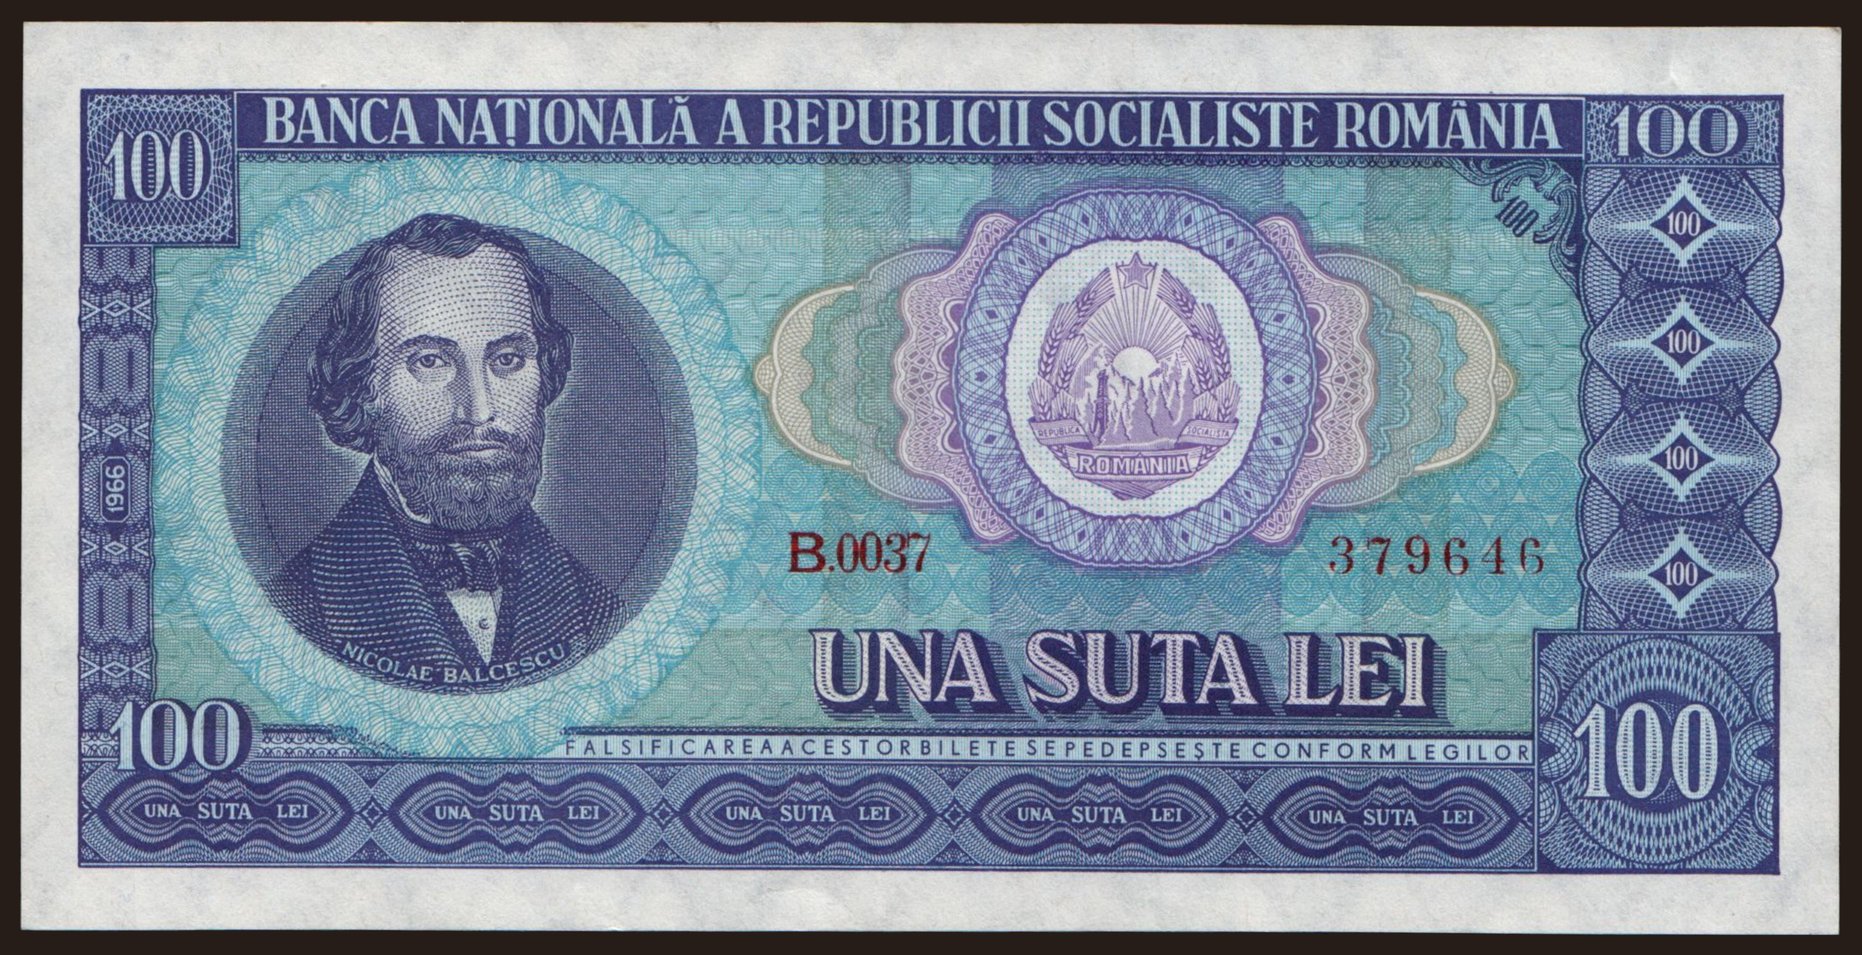 100 BANCA NAȚIONALĂ A REPUBLICII SOCIALISTE ROMÂNIA 100
100
100
100
100
100
REPUBLICA SOCIALISTA
ROMÂNIA
1966
B.0037 379646
NICOLAE BALCESCU
UNA SUTA LEI
100 FALSIFICAREA ACESTOR BILETE SE PEDEPSEȘTE CONFORM LEGILOR 100
UNA SUTA LEI UNA SUTA LEI UNA SUTA LEI UNA SUTA LEI UNA SUTA LEI